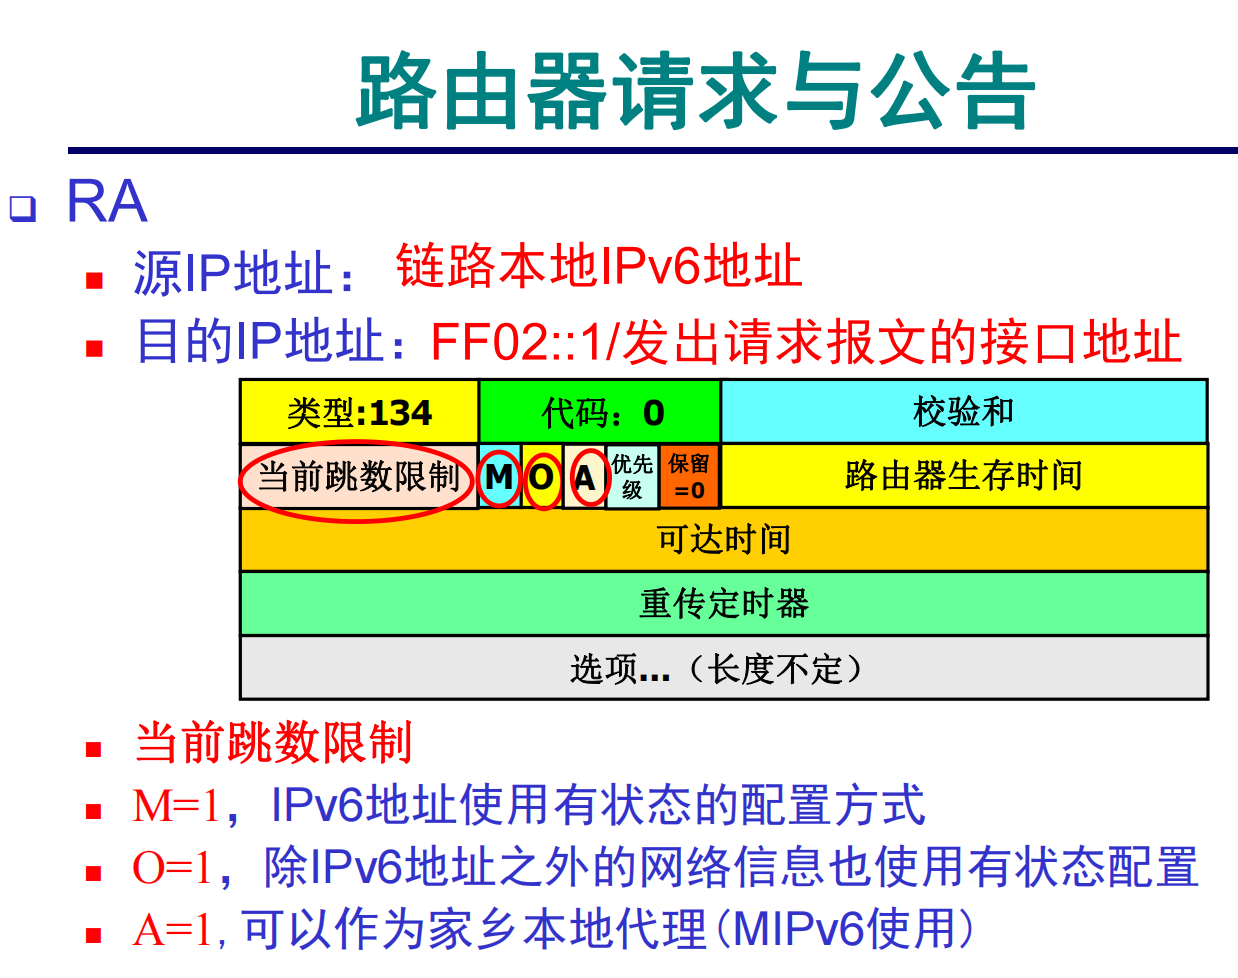 路由器请求与公告
RA
源IP地址： 链路本地IPv6地址
目的IP地址：FF02::1/发出请求报文的接口地址
类型:134 代码：0 校验和
当前跳数限制 M O A 优先级 保留=0 路由器生存时间
可达时间
重传定时器
选项...（长度不定）
当前跳数限制
M=1，IPv6地址使用有状态的配置方式
O=1，除IPv6地址之外的网络信息也使用有状态配置
A=1，可以作为家乡本地代理(MIPv6使用)